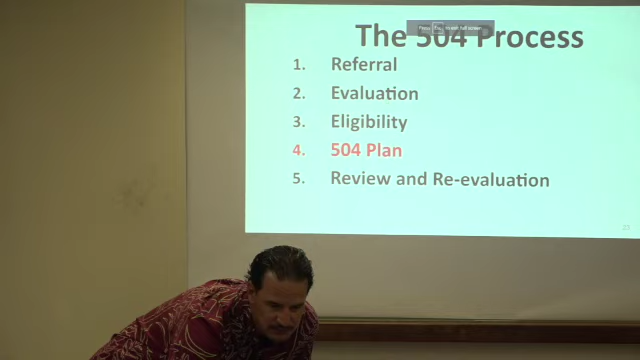 The 504 Process
1. Referral
2. Evaluation
3. Eligibility
4. 504 Plan
5. Review and Re-evaluation